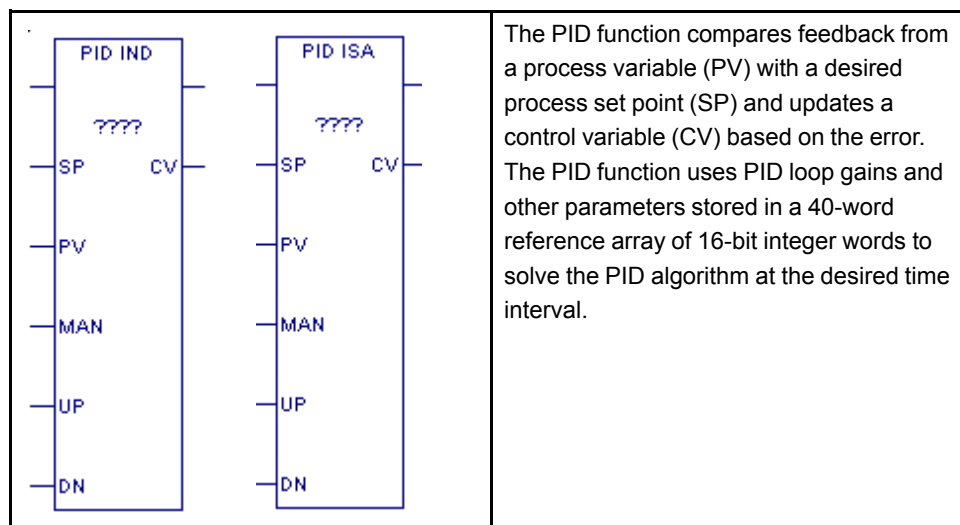 PID IND
????
SP CV
PV
MAN
UP
DN
PID ISA
????
SP CV
PV
MAN
UP
DN
The PID function compares feedback from
a process variable (PV) with a desired
process set point (SP) and updates a
control variable (CV) based on the error.
The PID function uses PID loop gains and
other parameters stored in a 40-word
reference array of 16-bit integer words to
solve the PID algorithm at the desired time
interval.